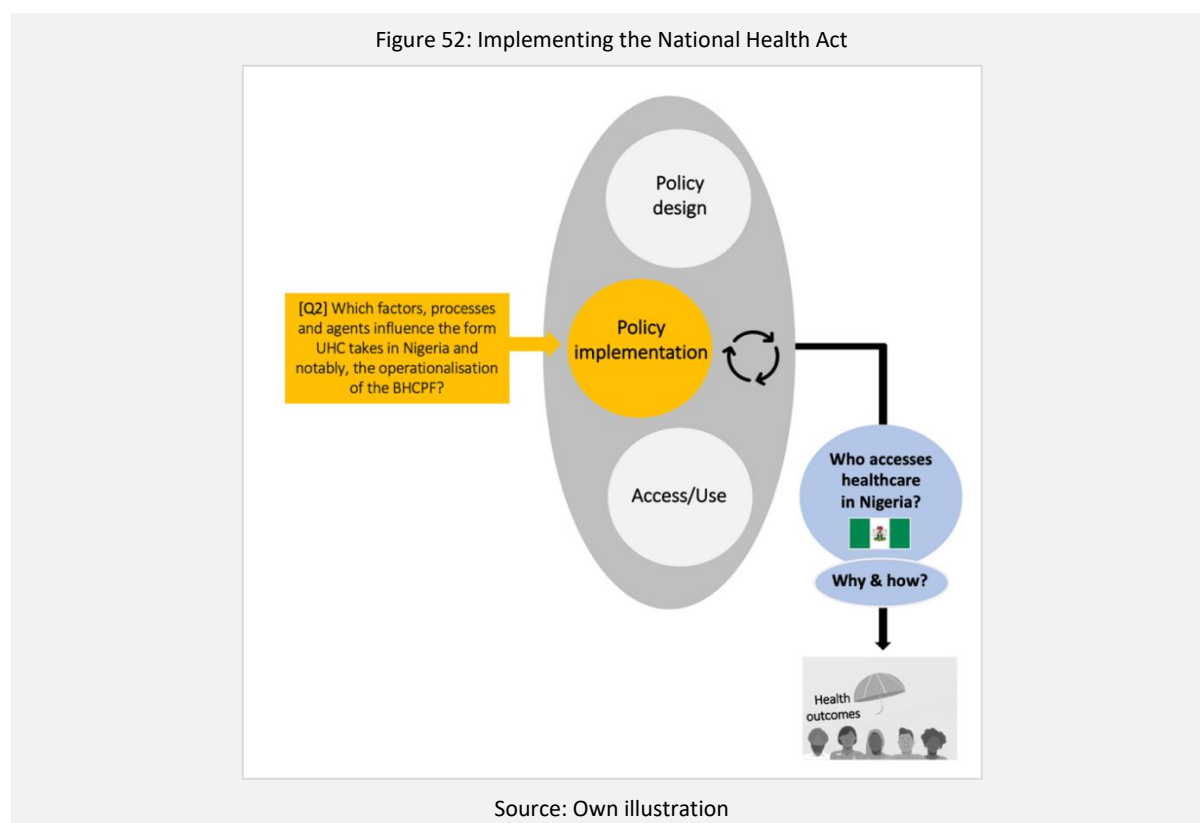 Figure 52: Implementing the National Health Act
Policy
design
[Q2] Which factors, processes
and agents influence the form
UHC takes in Nigeria and
notably, the operationalisation
of the BHCPF?
Policy
implementation
Access/Use
Who accesses
healthcare
in Nigeria?
Why & how?
Health
outcomes
Source: Own illustration